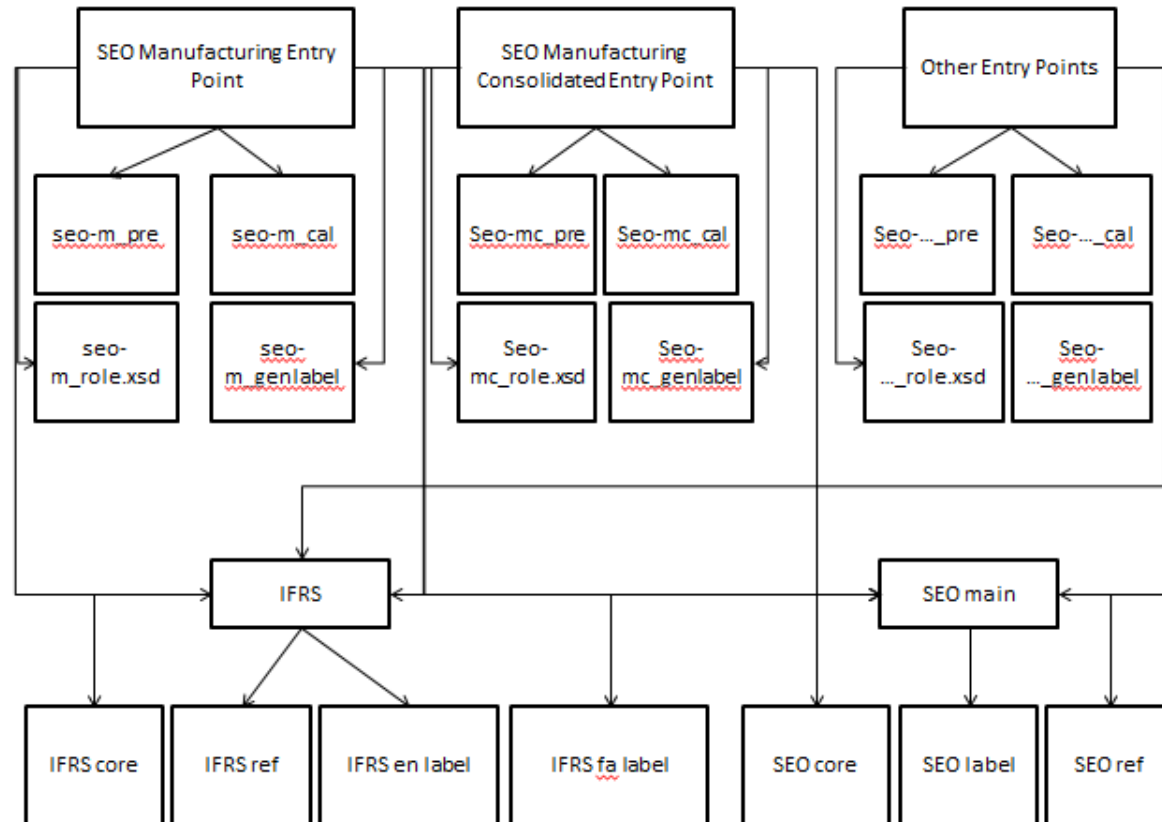 SEO Manufacturing Entry
Point
SEO Manufacturing
Consolidated Entry Point
Other Entry Points
seo-m_pre
seo-m_cal
Seo-mc_pre
Seo-mc_cal
Seo-..._pre
Seo-..._cal
seo-
m_role.xsd
seo-
m_genlabel
Seo-
mc_role.xsd
Seo-
mc_genlabel
Seo-
..._role.xsd
Seo-
..._genlabel
IFRS
SEO main
IFRS core
IFRS ref
IFRS en label
IFRS fa label
SEO core
SEO label
SEO ref